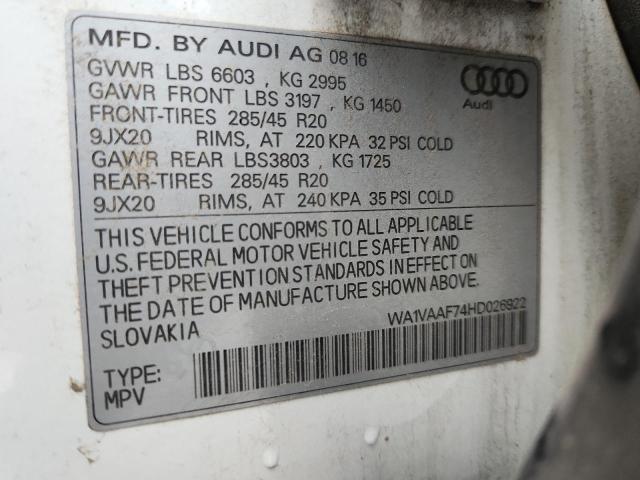 MFD. BY AUDI AG 08 16
GVWR LBS 6603 , KG 2995
GAWR FRONT LBS 3197 , KG 1450
FRONT-TIRES 285/45 R20
9JX20 RIMS, AT 220 KPA 32 PSI COLD
GAWR REAR LBS3803 , KG 1725
REAR-TIRES 285/45 R20
9JX20 RIMS, AT 240 KPA 35 PSI COLD
Audi
THIS VEHICLE CONFORMS TO ALL APPLICABLE
U.S. FEDERAL MOTOR VEHICLE SAFETY AND
THEFT PREVENTION STANDARDS IN EFFECT ON
THE DATE OF MANUFACTURE SHOWN ABOVE.
SLOVAKIA
WA1VAAF74HD026922
TYPE:
MPV